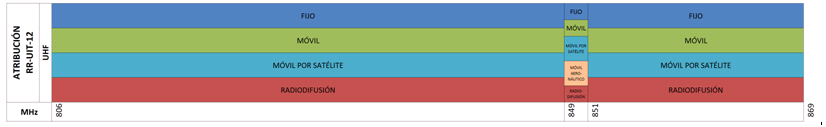 ATRIBUCIÓN
RR-UIT-12
UHF
FIJO
MÓVIL
MÓVIL POR SATÉLITE
RADIODIFUSIÓN
FIJO
MÓVIL
MÓVIL POR
SATÉLITE
MÓVIL
AERO-
NÁUTICO
RADIO-
DIFUSIÓN
FIJO
MÓVIL
MÓVIL POR SATÉLITE
RADIODIFUSIÓN
MHz
806
849
851
869